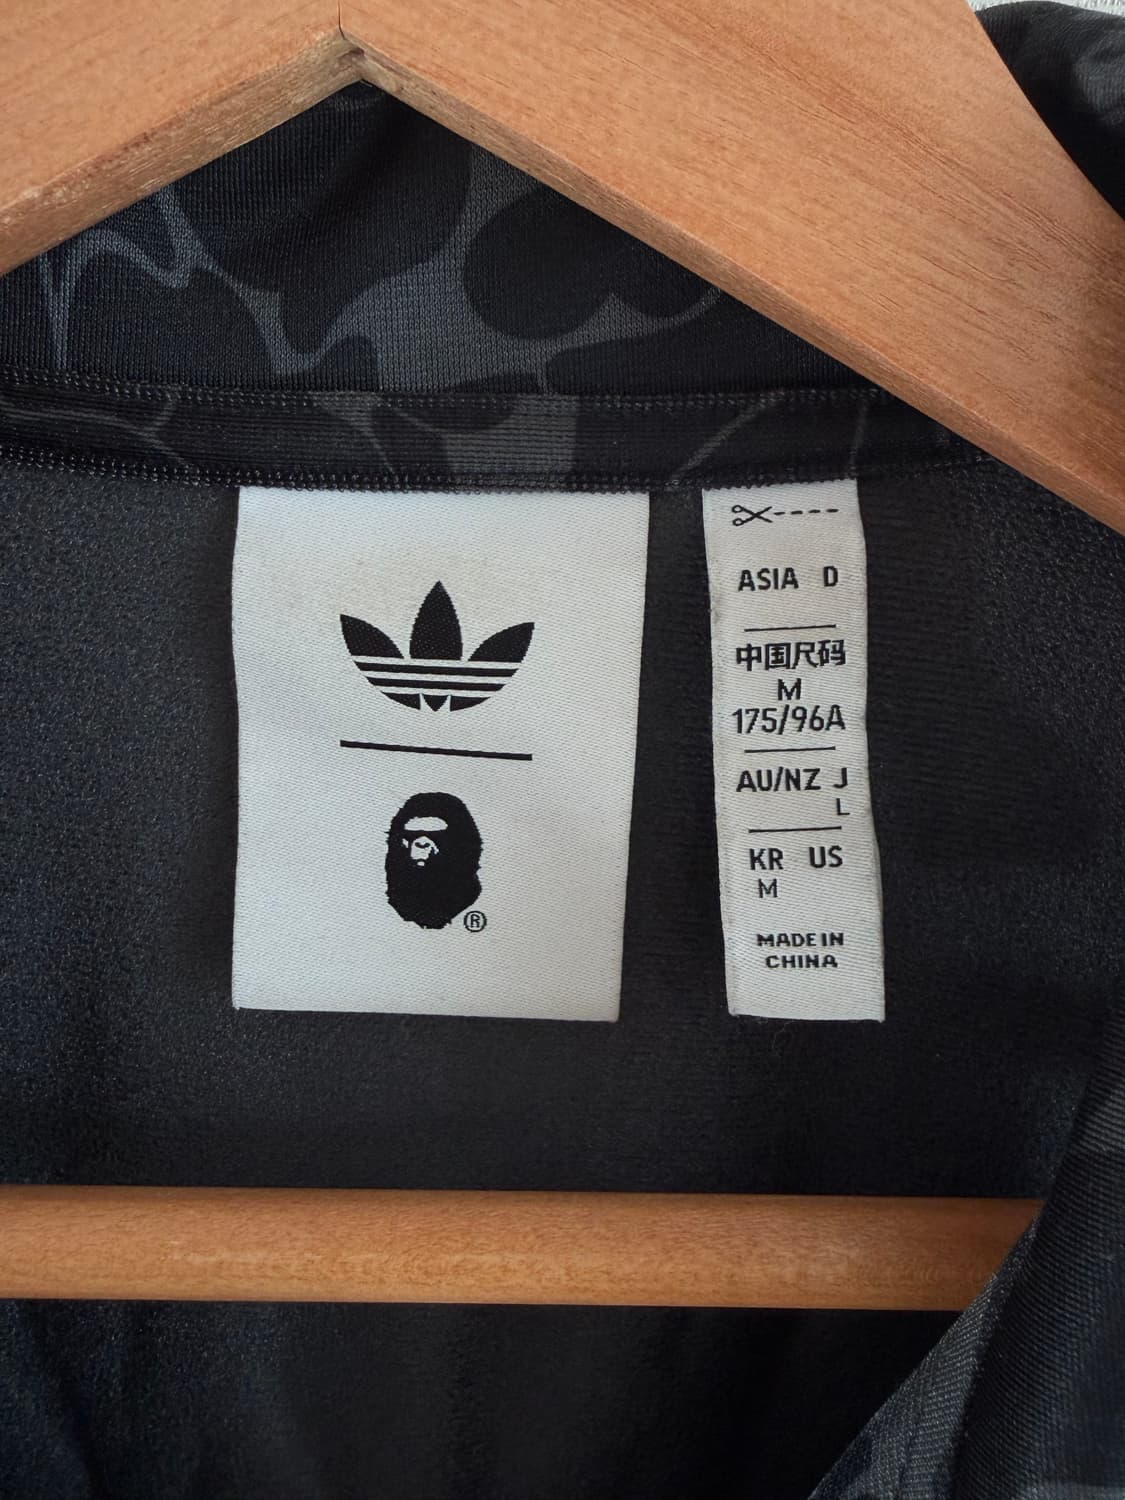 ®
ASIA D
中国尺码
M
175/96A
AU/NZ J
L
KR US
M
MADE IN
CHINA